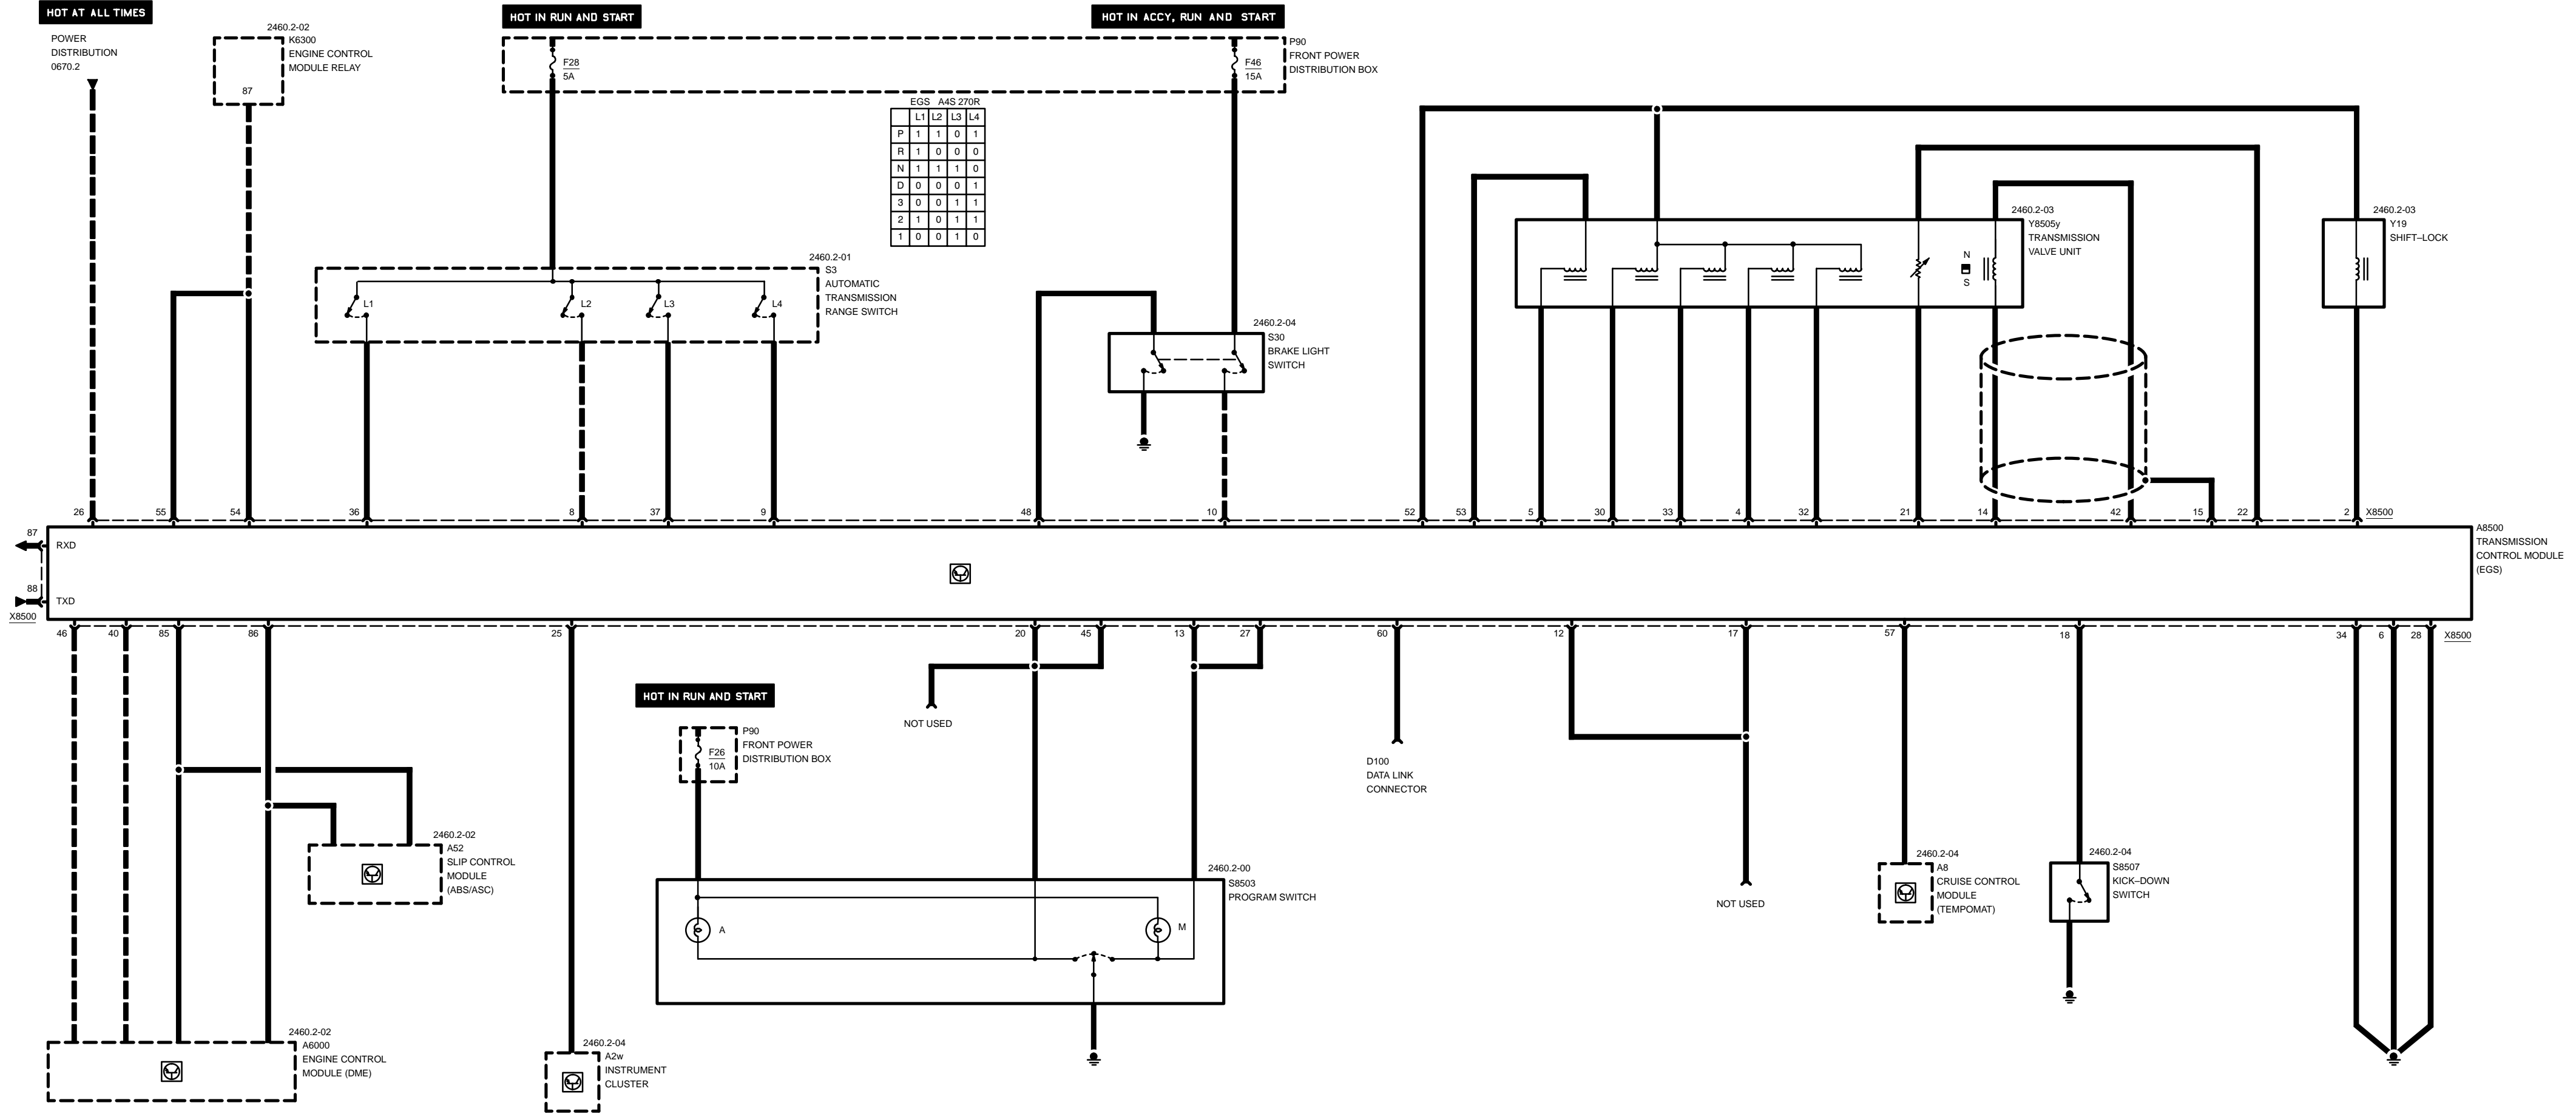 HOT AT ALL TIMES
POWER
DISTRIBUTION
0670.2
2460.2-02
K6300
ENGINE CONTROL
MODULE RELAY
87
HOT IN RUN AND START
F28
5A
HOT IN ACCY, RUN AND START
F46
15A
P90
FRONT POWER
DISTRIBUTION BOX
EGS A4S 270R
L1 L2 L3 L4
P 1 1 0 1
R 1 0 0 0
N 1 1 1 0
D 0 0 0 1
3 0 0 1 1
2 1 0 1 1
1 0 0 1 0
2460.2-01
S3
AUTOMATIC
TRANSMISSION
RANGE SWITCH
L1
L2
L3
L4
2460.2-04
S30
BRAKE LIGHT
SWITCH
2460.2-03
Y8505y
TRANSMISSION
VALVE UNIT
N
S
2460.2-03
Y19
SHIFT–LOCK
26 55 54 36 8 37 9 48 10 52 53 5 30 33 4 32 21 14 42 15 22 2 X8500
87
RXD
88
TXD
X8500
A8500
TRANSMISSION
CONTROL MODULE
(EGS)
46 40 85 86 25 20 45 13 27 60 12 17 57 18 34 6 28 X8500
HOT IN RUN AND START
P90
FRONT POWER
DISTRIBUTION BOX
F26
10A
NOT USED
D100
DATA LINK
CONNECTOR
2460.2-02
A52
SLIP CONTROL
MODULE
(ABS/ASC)
2460.2-00
S8503
PROGRAM SWITCH
A
M
NOT USED
2460.2-04
A8
CRUISE CONTROL
MODULE
(TEMPOMAT)
2460.2-04
S8507
KICK–DOWN
SWITCH
2460.2-02
A6000
ENGINE CONTROL
MODULE (DME)
2460.2-04
A2w
INSTRUMENT
CLUSTER